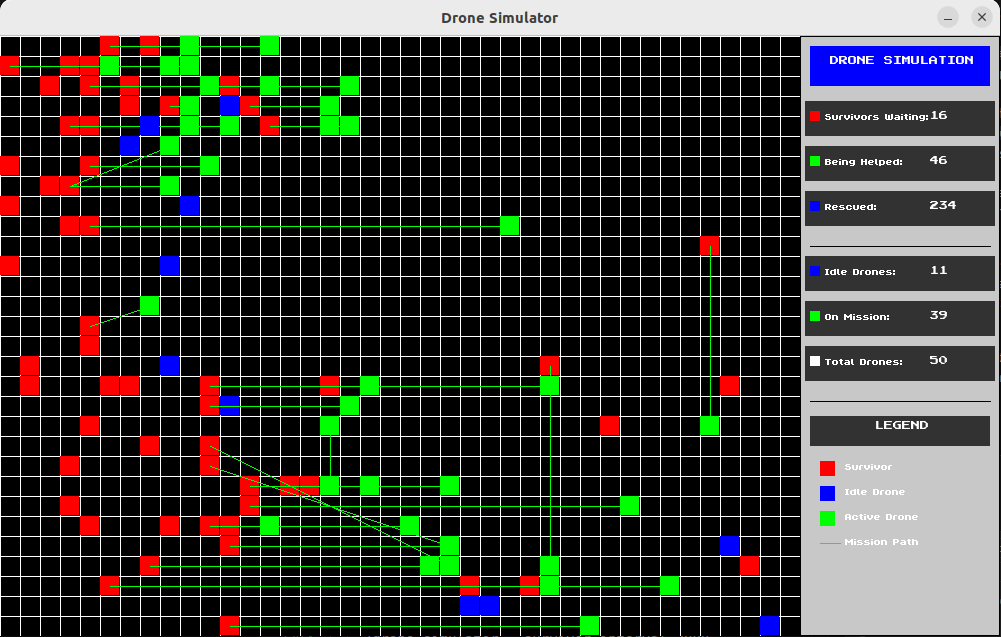 Drone Simulator
DRONE SIMULATION
Survivors Waiting: 16
Being Helped: 46
Rescued: 234
Idle Drones: 11
On Mission: 39
Total Drones: 50
LEGEND
Survivor
Idle Drone
Active Drone
Mission Path